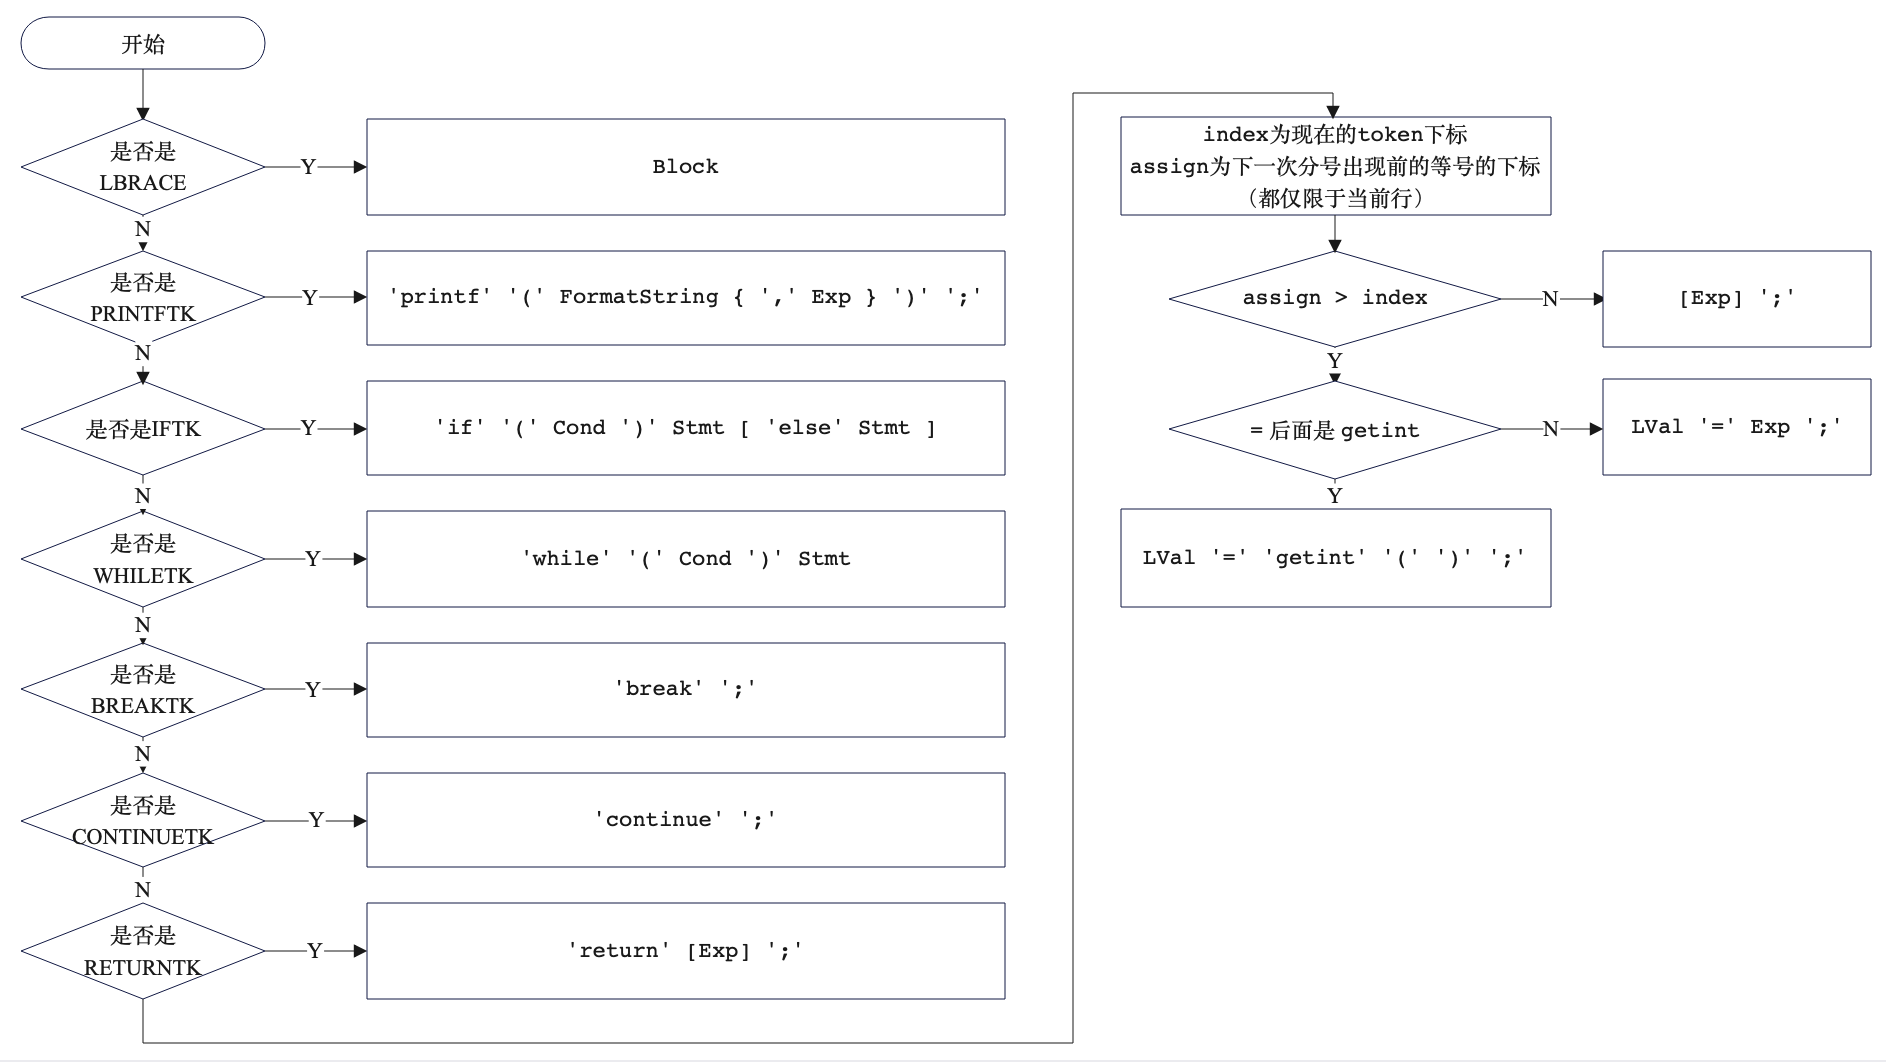 开始
是否是
LBRACE
Y
Block
N
是否是
PRINTFTK
Y
'printf' '(' FormatString { ',' Exp } ')' ';'
N
是否是IFTK
Y
'if' '(' Cond ')' Stmt [ 'else' Stmt ]
N
是否是
WHILETK
Y
'while' '(' Cond ')' Stmt
N
是否是
BREAKTK
Y
'break' ';'
N
是否是
CONTINUETK
Y
'continue' ';'
N
是否是
RETURNTK
Y
'return' [Exp] ';'
index为现在的token下标
assign为下一次分号出现前的等号的下标
（都仅限于当前行）
assign > index
N
[Exp] ';'
Y
= 后面是 getint
N
LVal '=' Exp ';'
Y
LVal '=' 'getint' '(' ')' ';'